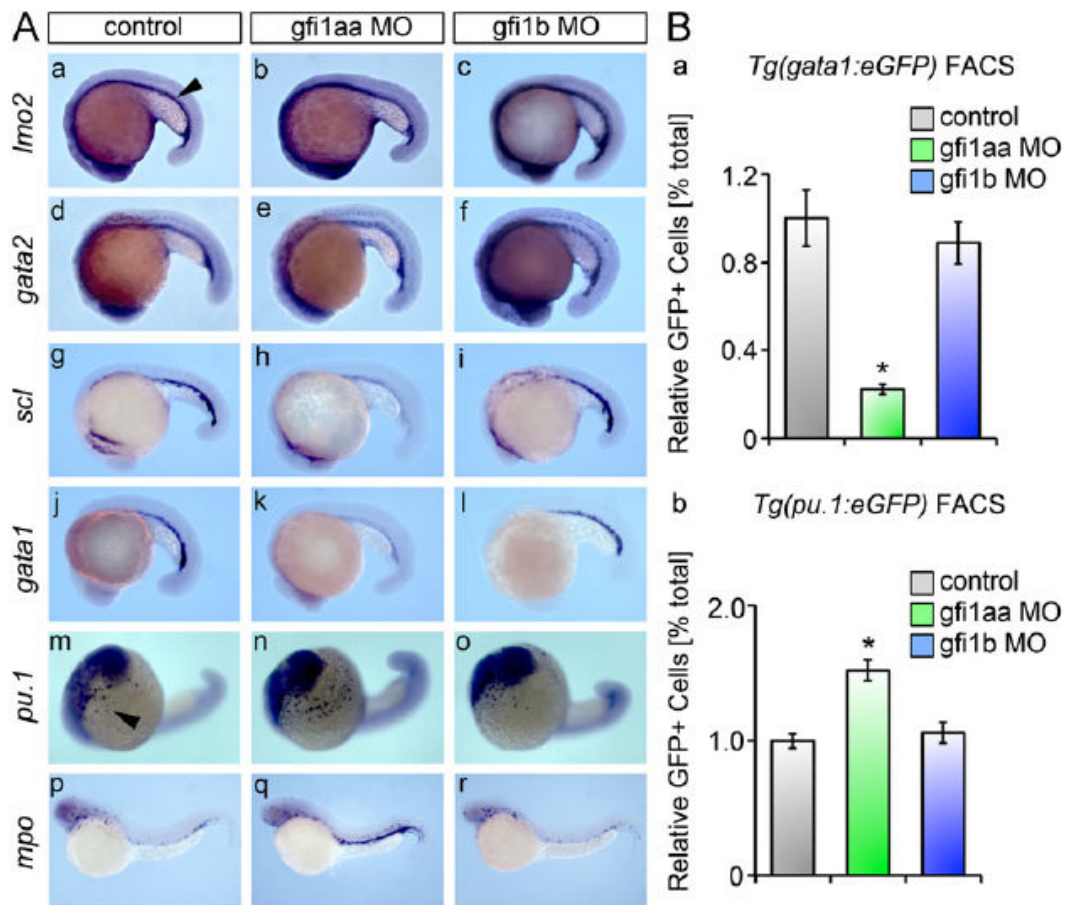 A
control
gfi1aa MO
gfi1b MO
lmo2
a
b
c
gata2
d
e
f
scl
g
h
i
gata1
j
k
l
pu.1
m
n
o
mpo
p
q
r
B
a
Tg(gata1:eGFP) FACS
control
gfi1aa MO
gfi1b MO
Relative GFP+ Cells [% total]
1.2
0.8
0.4
0
*
b
Tg(pu.1:eGFP) FACS
control
gfi1aa MO
gfi1b MO
Relative GFP+ Cells [% total]
2.0
1.0
0
*